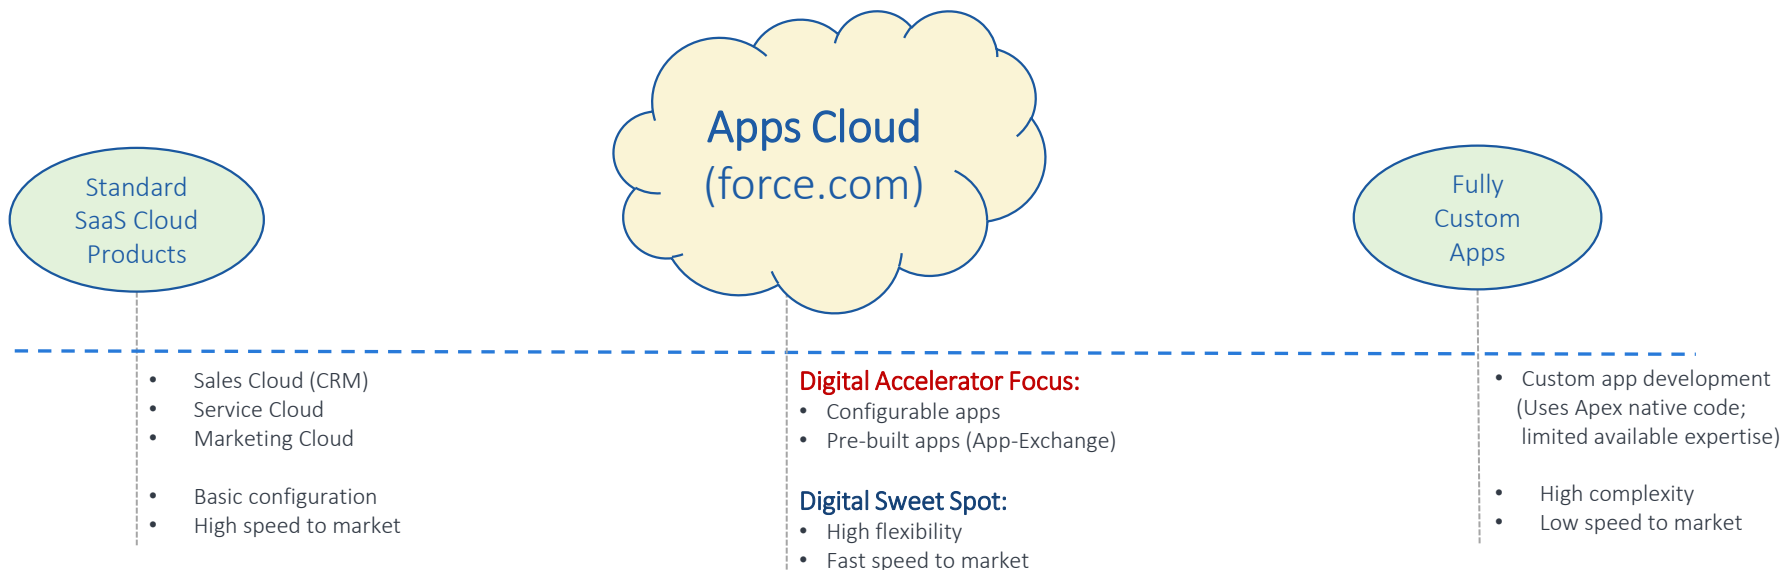 Apps Cloud
(force.com)
Standard
SaaS Cloud
Products
Fully
Custom
Apps
• Sales Cloud (CRM)
• Service Cloud
• Marketing Cloud
• Basic configuration
• High speed to market
Digital Accelerator Focus:
• Configurable apps
• Pre-built apps (App-Exchange)
Digital Sweet Spot:
• High flexibility
• Fast speed to market
• Custom app development
(Uses Apex native code;
limited available expertise)
• High complexity
• Low speed to market